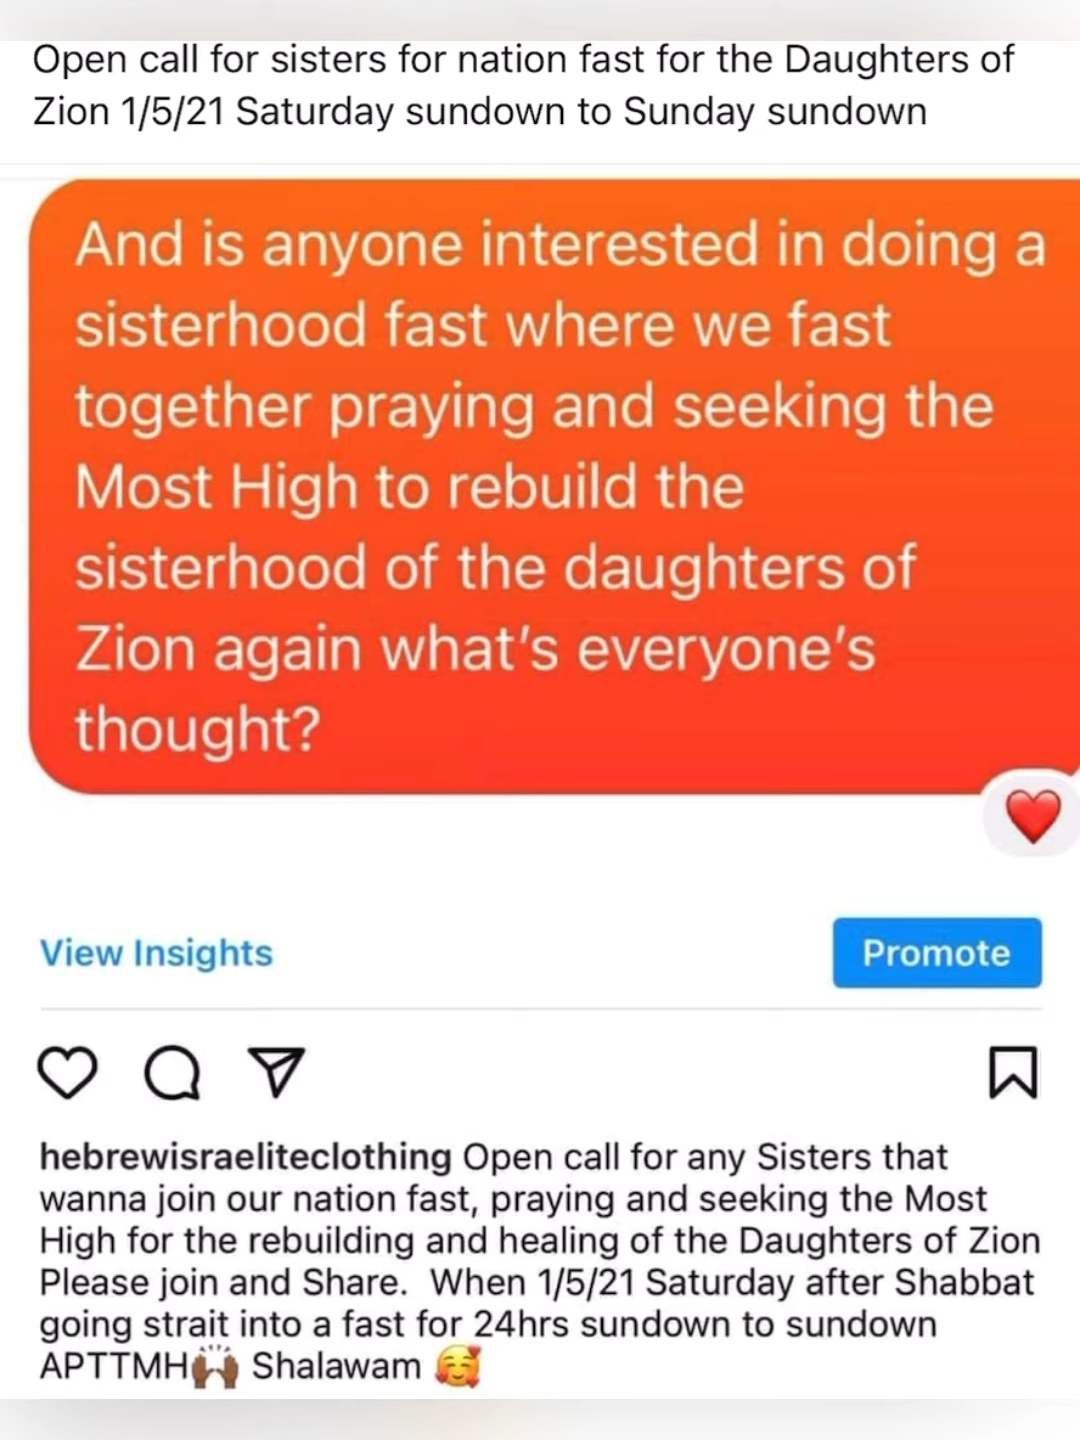 Open call for sisters for nation fast for the Daughters of
Zion 1/5/21 Saturday sundown to Sunday sundown
And is anyone interested in doing a
sisterhood fast where we fast
together praying and seeking the
Most High to rebuild the
sisterhood of the daughters of
Zion again what's everyone's
thought?
View Insights
Promote
hebrewisraeliteclothing Open call for any Sisters that
wanna join our nation fast, praying and seeking the Most
High for the rebuilding and healing of the Daughters of Zion
Please join and Share.  When 1/5/21 Saturday after Shabbat
going strait into a fast for 24hrs sundown to sundown
APTTMH🙌🏾 Shalawam 🥰